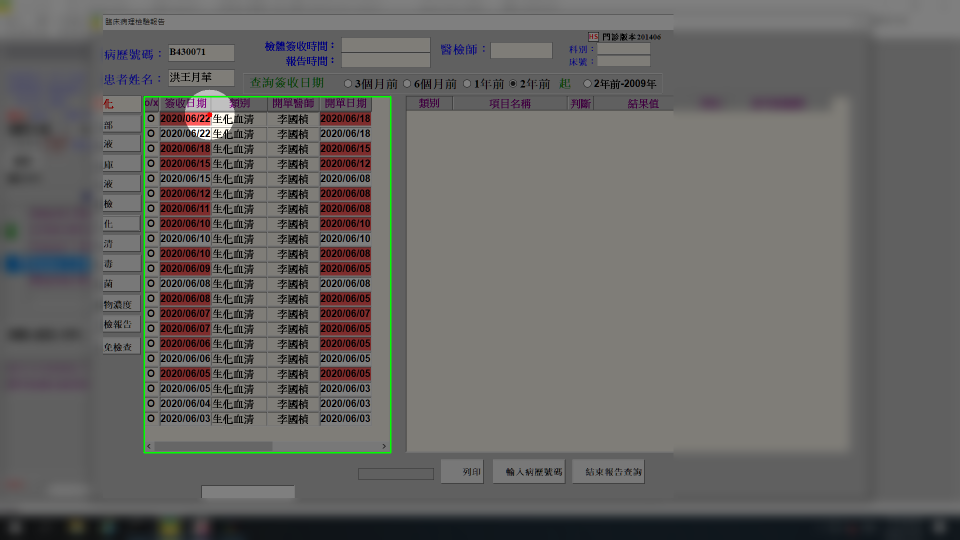 臨床病理檢驗報告
HS 門診版本201406
病歷號碼： B430071 檢體簽收時間： 醫檢師： 科別：
報告時間： 床號：
患者姓名： 洪王月華 查詢簽收日期 3個月前 6個月前 1年前 2年前 起 2年前-2009年
化
部
液
庫
液
檢
化
清
毒
菌
物濃度
檢報告
免檢查
o/x 簽收日期 類別 開單醫師 開單日期
O 2020/06/22 生化血清 李國楨 2020/06/18
O 2020/06/22 生化血清 李國楨 2020/06/18
O 2020/06/18 生化血清 李國楨 2020/06/15
O 2020/06/15 生化血清 李國楨 2020/06/12
O 2020/06/15 生化血清 李國楨 2020/06/08
O 2020/06/12 生化血清 李國楨 2020/06/08
O 2020/06/11 生化血清 李國楨 2020/06/08
O 2020/06/10 生化血清 李國楨 2020/06/10
O 2020/06/10 生化血清 李國楨 2020/06/10
O 2020/06/10 生化血清 李國楨 2020/06/08
O 2020/06/09 生化血清 李國楨 2020/06/05
O 2020/06/08 生化血清 李國楨 2020/06/08
O 2020/06/08 生化血清 李國楨 2020/06/05
O 2020/06/07 生化血清 李國楨 2020/06/07
O 2020/06/07 生化血清 李國楨 2020/06/05
O 2020/06/06 生化血清 李國楨 2020/06/05
O 2020/06/06 生化血清 李國楨 2020/06/05
O 2020/06/05 生化血清 李國楨 2020/06/05
O 2020/06/05 生化血清 李國楨 2020/06/03
O 2020/06/04 生化血清 李國楨 2020/06/03
O 2020/06/03 生化血清 李國楨 2020/06/03
類別 項目名稱 判斷 結果值
列印 輸入病歷號碼 結束報告查詢